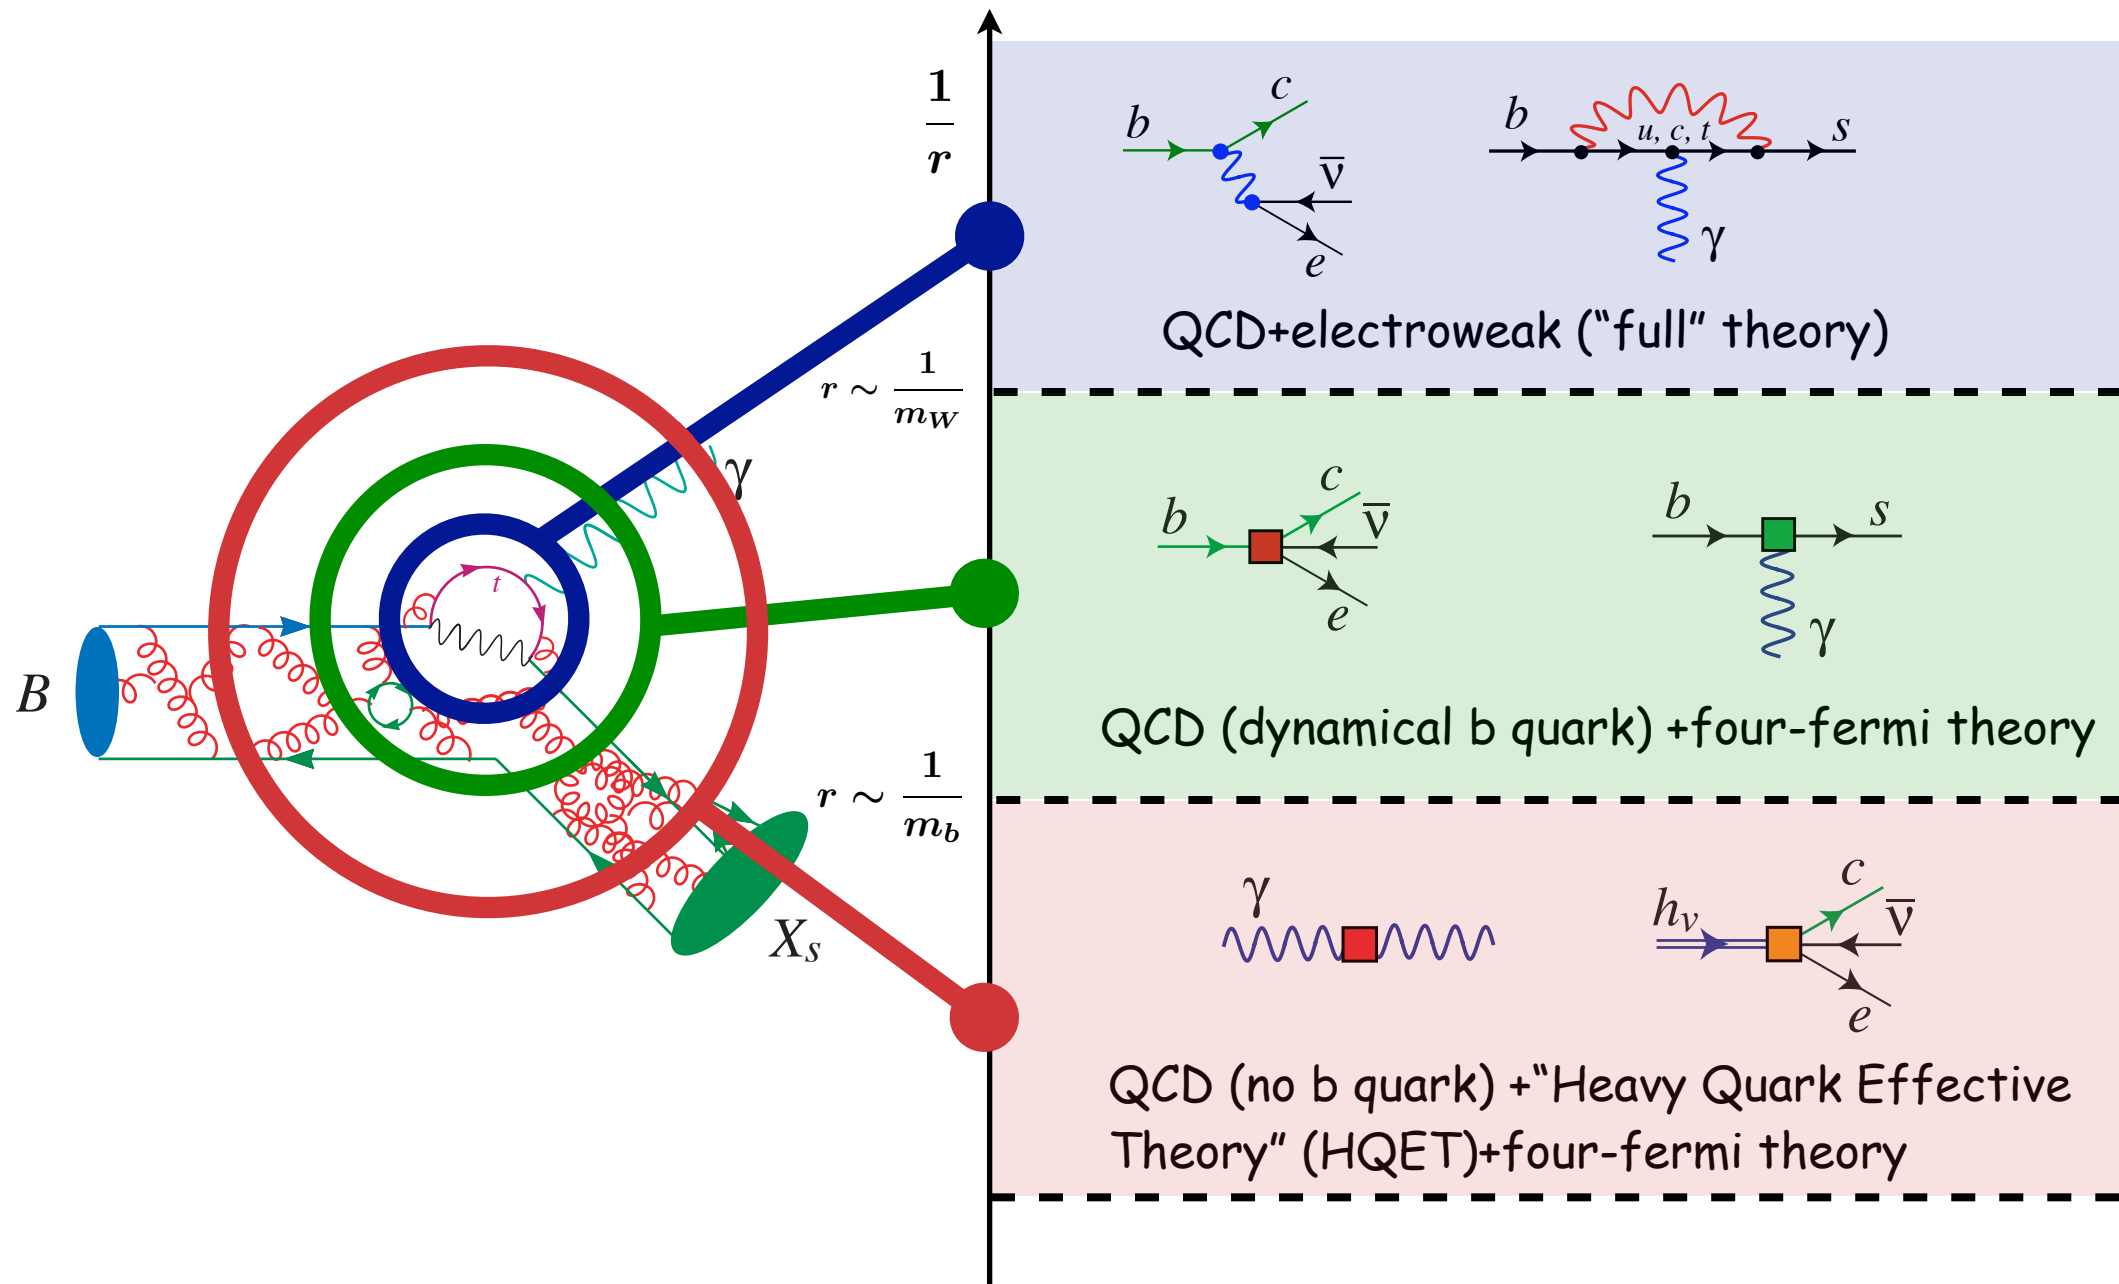 1
r
b
c
ν̄
e
b
u, c, t
s
γ
QCD+electroweak (“full” theory)
r ∼ 1/m_W
γ
t
b
c
ν̄
e
b
s
γ
QCD (dynamical b quark) +four-fermi theory
B
r ∼ 1/m_b
X_s
γ
h_v
c
ν̄
e
QCD (no b quark) +“Heavy Quark Effective
Theory” (HQET)+four-fermi theory